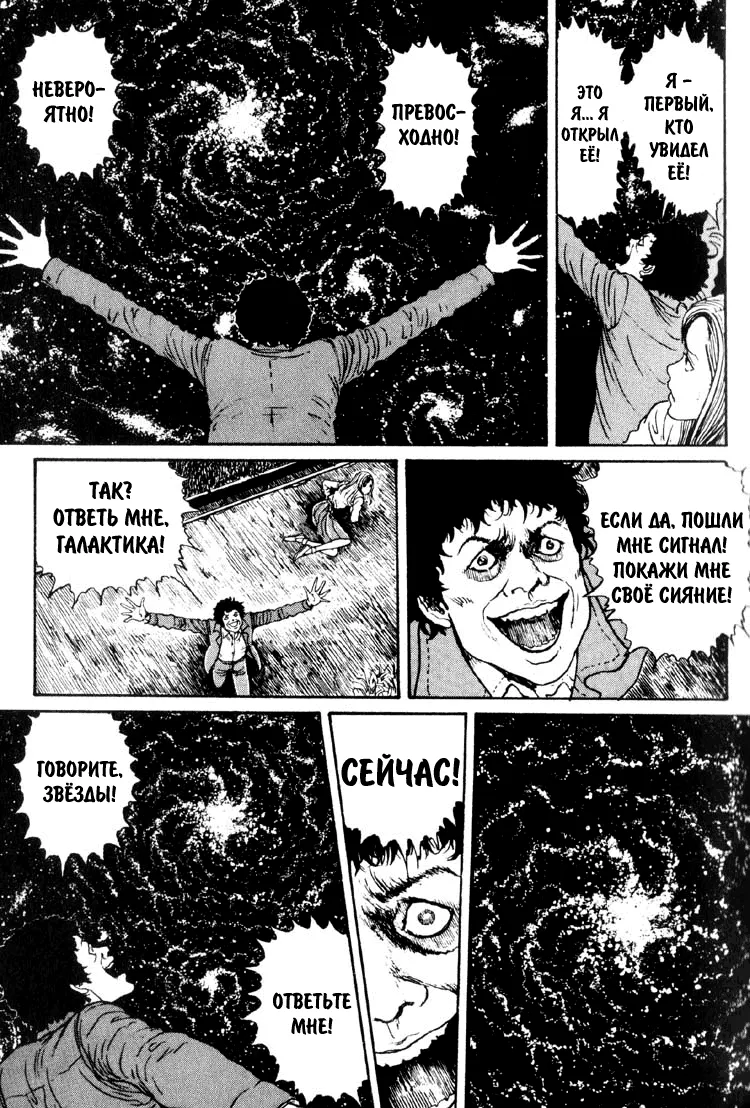 НЕВЕРО-
ЯТНО!
ПРЕВОС-
ХОДНО!
ЭТО
Я... Я
ОТКРЫЛ
ЕЁ!
Я -
ПЕРВЫЙ,
КТО
УВИДЕЛ
ЕЁ!
ТАК?
ОТВЕТЬ МНЕ,
ГАЛАКТИКА!
ЕСЛИ ДА, ПОШЛИ
МНЕ СИГНАЛ!
ПОКАЖИ МНЕ
СВОЁ СИЯНИЕ!
ГОВОРИТЕ,
ЗВЁЗДЫ!
ОТВЕТЬТЕ
МНЕ!
СЕЙЧАС!